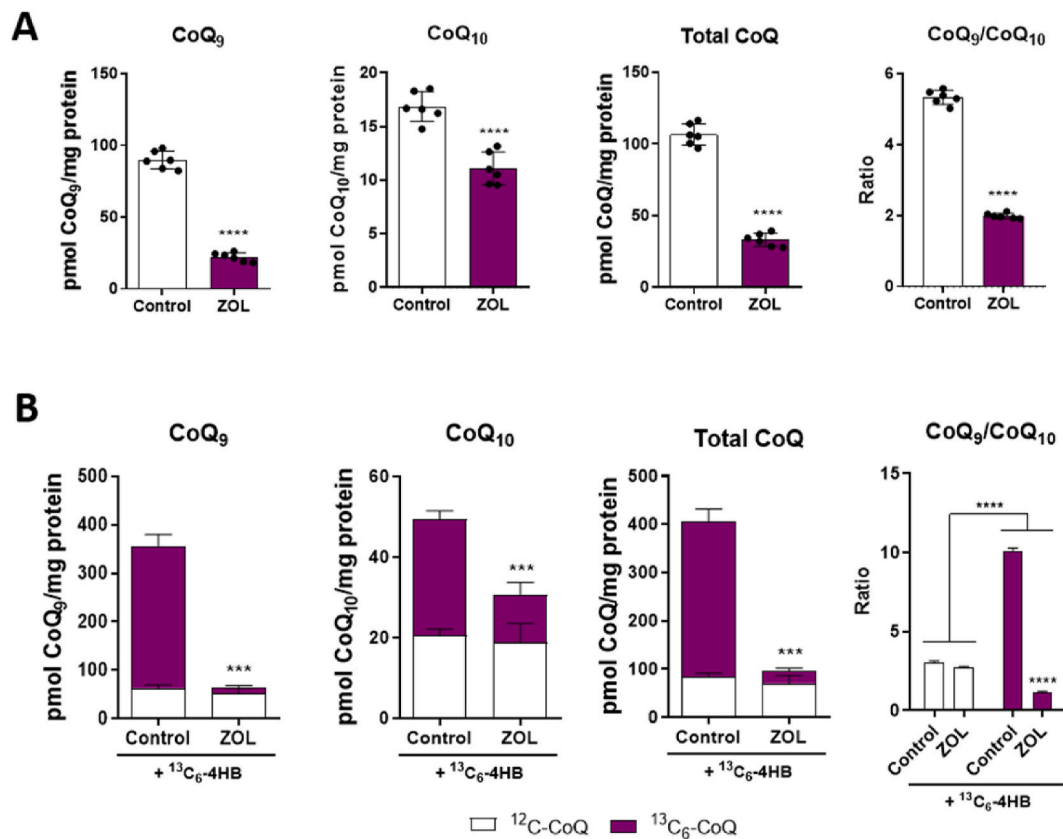 A
CoQ₉
CoQ₁₀
Total CoQ
CoQ₉/CoQ₁₀
pmol CoQ₉/mg protein
150
100
50
0
****
Control ZOL
pmol CoQ₁₀/mg protein
20
15
10
5
0
****
Control ZOL
pmol CoQ/mg protein
150
100
50
0
****
Control ZOL
Ratio
6
4
2
0
****
Control ZOL
B
CoQ₉
CoQ₁₀
Total CoQ
CoQ₉/CoQ₁₀
pmol CoQ₉/mg protein
500
400
300
200
100
0
***
Control ZOL
+ ¹³C₆-4HB
pmol CoQ₁₀/mg protein
60
40
20
0
***
Control ZOL
+ ¹³C₆-4HB
pmol CoQ/mg protein
500
400
300
200
100
0
***
Control ZOL
+ ¹³C₆-4HB
Ratio
15
10
5
0
****
****
Control ZOL Control ZOL
+ ¹³C₆-4HB
¹²C-CoQ ¹³C₆-CoQ